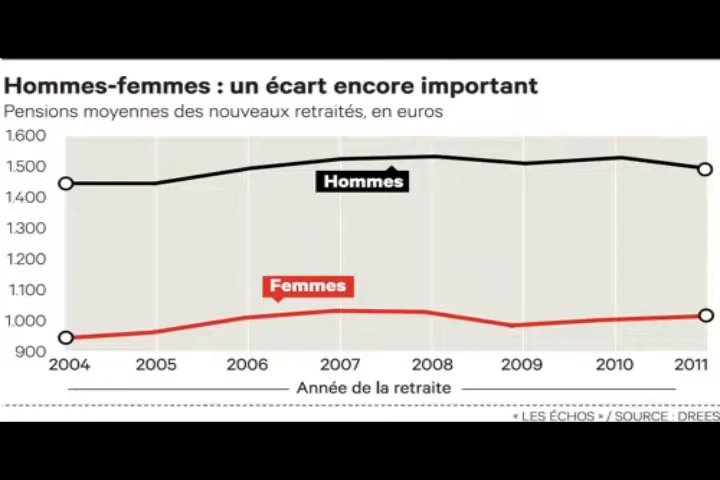 Hommes-femmes : un écart encore important
Pensions moyennes des nouveaux retraités, en euros
1.600
1.500
1.400
1.300
1.200
1.100
1.000
900
Hommes
Femmes
2004 2005 2006 2007 2008 2009 2010 2011
Année de la retraite
« LES ÉCHOS » / SOURCE : DREES